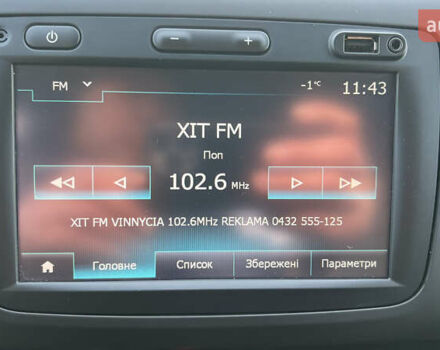 FM -1°C 11:43
ХІТ FM
Поп
102.6 MHz
XIT FM VINNYCIA 102.6MHz REKLAMA 0432 555-125
Головне Список Збережені Параметри